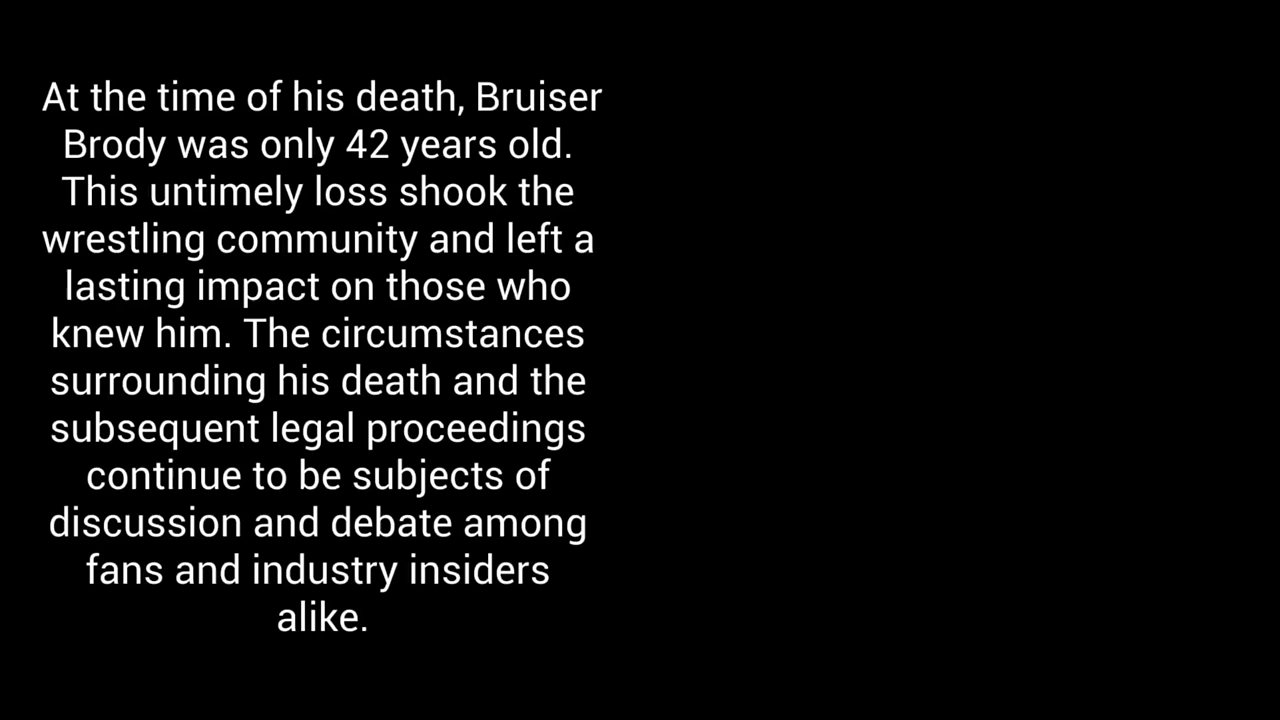 At the time of his death, Bruiser
Brody was only 42 years old.
This untimely loss shook the
wrestling community and left a
lasting impact on those who
knew him. The circumstances
surrounding his death and the
subsequent legal proceedings
continue to be subjects of
discussion and debate among
fans and industry insiders
alike.